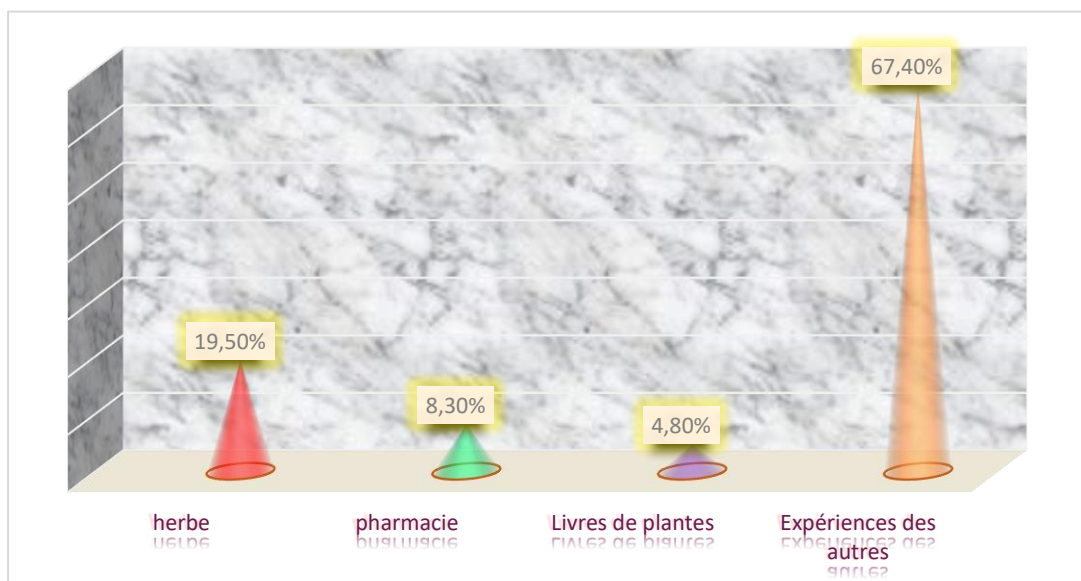 67,40%
19,50%
8,30%
4,80%
herbe
pharmacie
Livres de plantes
Expériences des
autres